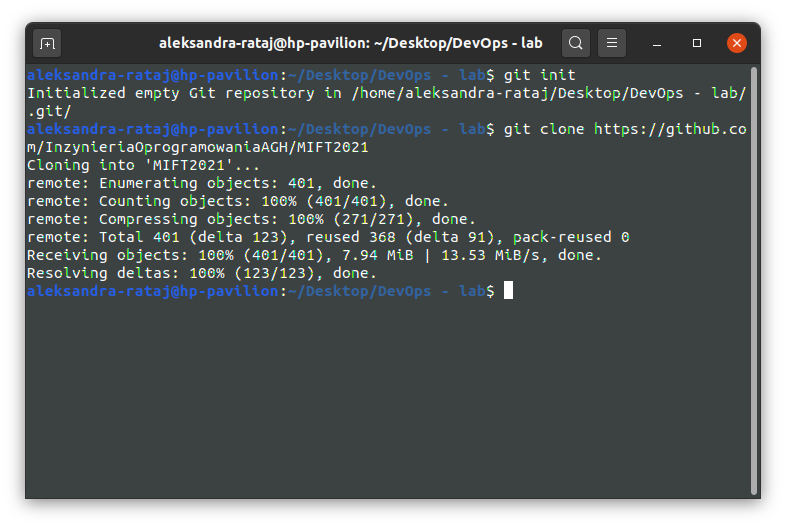 aleksandra-rataj@hp-pavilion: ~/Desktop/DevOps - lab
aleksandra-rataj@hp-pavilion:~/Desktop/DevOps - lab$ git init
Initialized empty Git repository in /home/aleksandra-rataj/Desktop/DevOps - lab/
.git/
aleksandra-rataj@hp-pavilion:~/Desktop/DevOps - lab$ git clone https://github.co
m/InzynieriaOprogramowaniaAGH/MIFT2021
Cloning into 'MIFT2021'...
remote: Enumerating objects: 401, done.
remote: Counting objects: 100% (401/401), done.
remote: Compressing objects: 100% (271/271), done.
remote: Total 401 (delta 123), reused 368 (delta 91), pack-reused 0
Receiving objects: 100% (401/401), 7.94 MiB | 13.53 MiB/s, done.
Resolving deltas: 100% (123/123), done.
aleksandra-rataj@hp-pavilion:~/Desktop/DevOps - lab$